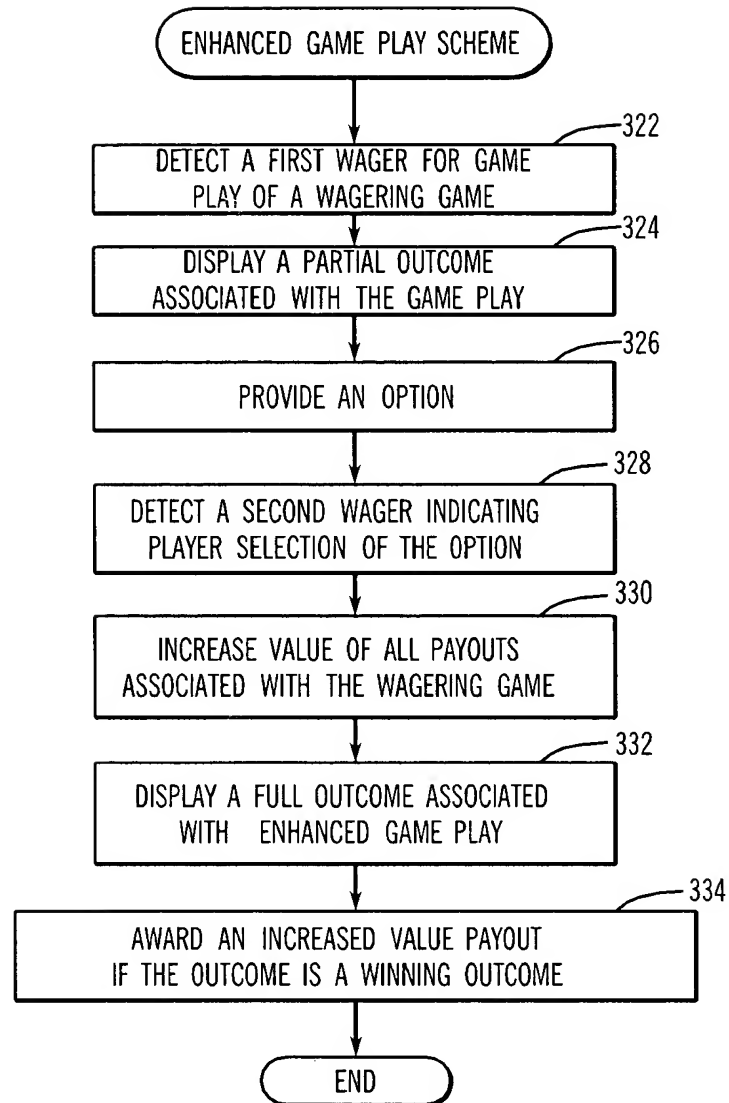 ENHANCED GAME PLAY SCHEME
322
DETECT A FIRST WAGER FOR GAME
PLAY OF A WAGERING GAME
324
DISPLAY A PARTIAL OUTCOME
ASSOCIATED WITH THE GAME PLAY
326
PROVIDE AN OPTION
328
DETECT A SECOND WAGER INDICATING
PLAYER SELECTION OF THE OPTION
330
INCREASE VALUE OF ALL PAYOUTS
ASSOCIATED WITH THE WAGERING GAME
332
DISPLAY A FULL OUTCOME ASSOCIATED
WITH ENHANCED GAME PLAY
334
AWARD AN INCREASED VALUE PAYOUT
IF THE OUTCOME IS A WINNING OUTCOME
END